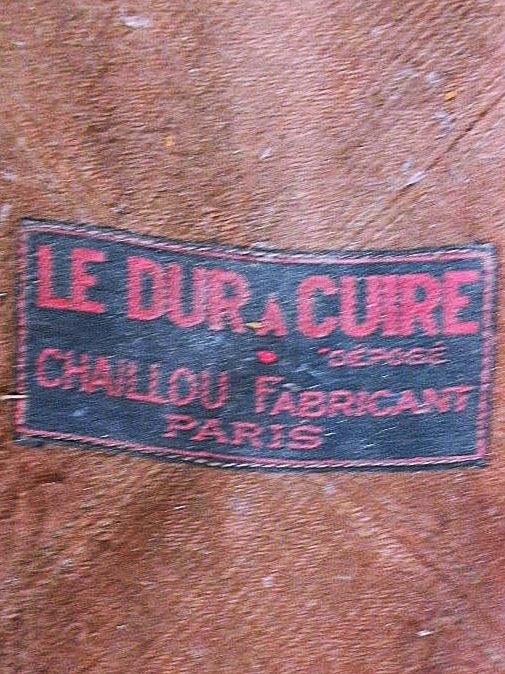 LE DUR A CUIRE
DÉPOSÉ
CHAILLOU FABRICANT
PARIS